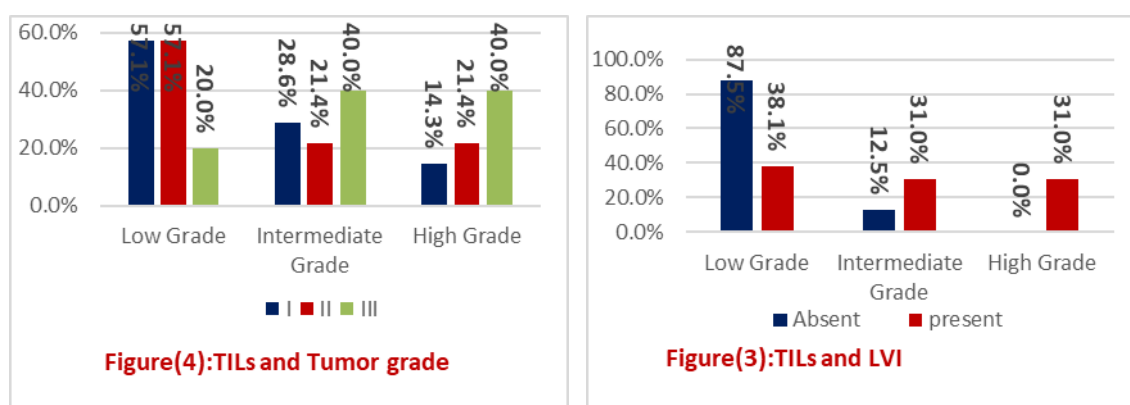 60.0%
40.0%
20.0%
0.0%
57.1%
57.1%
20.0%
28.6%
21.4%
40.0%
14.3%
21.4%
40.0%
Low Grade
Intermediate Grade
High Grade
I II III
Figure(4):TILs and Tumor grade
100.0%
80.0%
60.0%
40.0%
20.0%
0.0%
87.5%
38.1%
12.5%
31.0%
0.0%
31.0%
Low Grade
Intermediate Grade
High Grade
Absent present
Figure(3):TILs and LVI